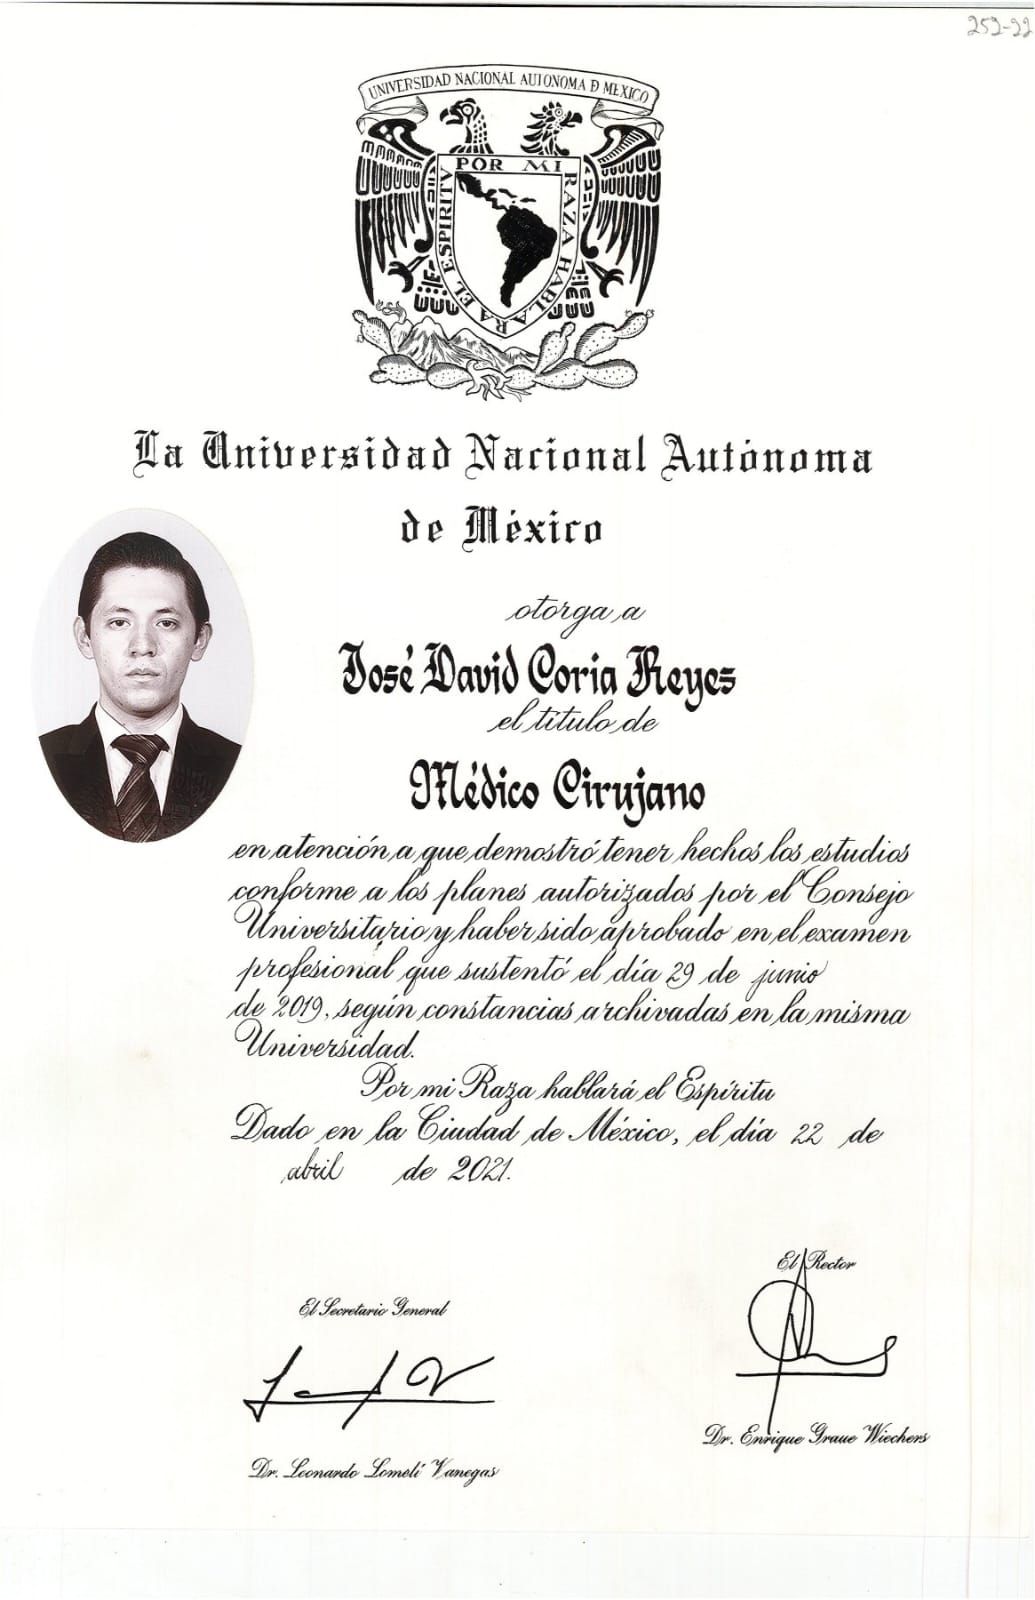 252-22
UNIVERSIDAD NACIONAL AUTONOMA D MEXICO
POR MI RAZA HABLARA EL ESPIRITV
La Universidad Nacional Autónoma
de México
otorga a
José David Coria Reyes
el título de
Médico Cirujano
en atención a que demostró tener hechos los estudios
conforme a los planes autorizados por el Consejo
Universitario y haber sido aprobado en el examen
profesional que sustentó el día 29 de junio
de 2019, según constancias archivadas en la misma
Universidad.
Por mi Raza hablará el Espíritu
Dado en la Ciudad de México, el día 22 de
abril de 2021.
El Rector
El Secretario General
Dr. Enrique Graue Wiechers
Dr. Leonardo Lomelí Vanegas